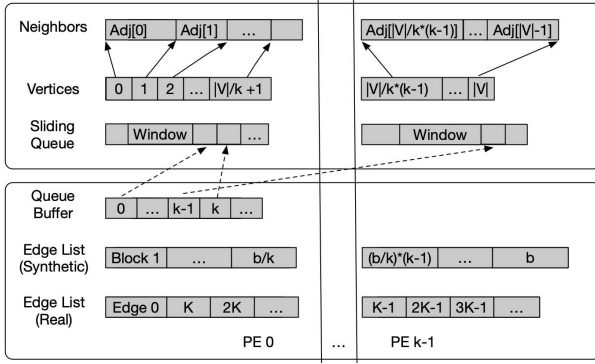 Neighbors Adj[0] Adj[1] ... Adj[|V|/k*(k-1)] ... Adj[|V|-1]
Vertices 0 1 2 ... |V|/k +1 |V|/k*(k-1) ... |V|
Sliding Queue Window ... Window
Queue Buffer 0 ... k-1 k ...
Edge List (Synthetic) Block 1 ... b/k (b/k)*(k-1) ... b
Edge List (Real) Edge 0 K 2K ... K-1 2K-1 3K-1 ...
PE 0 ... PE k-1